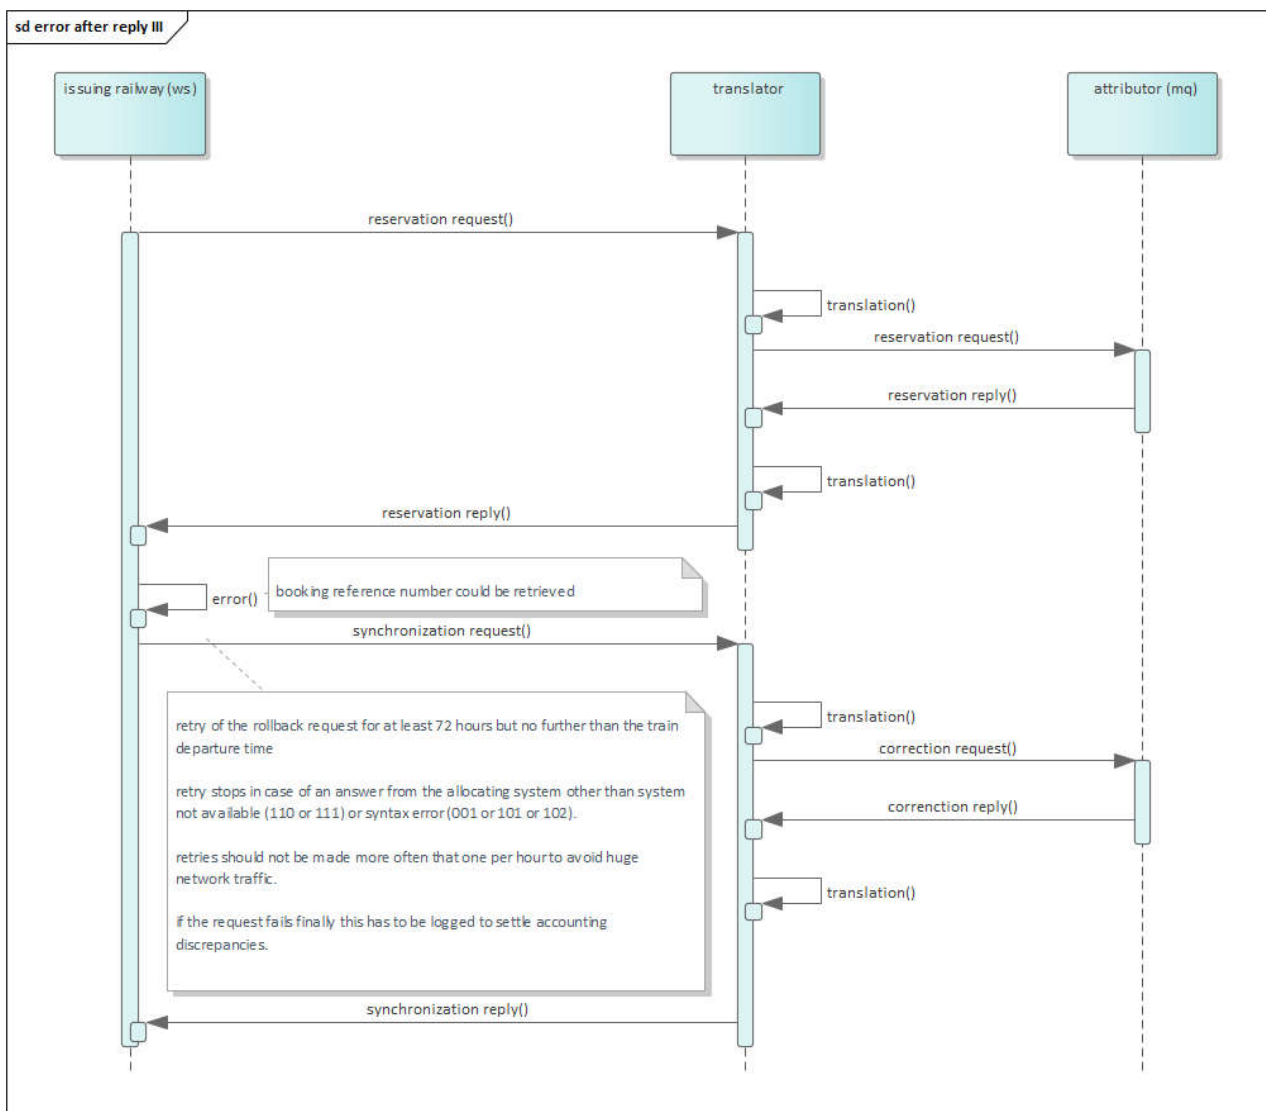 sd error after reply III
issuing railway (ws)
translator
attributor (mq)
reservation request()
translation()
reservation request()
reservation reply()
translation()
reservation reply()
error()
booking reference number could be retrieved
synchronization request()
retry of the rollback request for at least 72 hours but no further than the train
departure time
retry stops in case of an answer from the allocating system other than system
not available (110 or 111) or syntax error (001 or 101 or 102).
retries should not be made more often that one per hour to avoid huge
network traffic.
if the request fails finally this has to be logged to settle accounting
discrepancies.
translation()
correction request()
correnction reply()
translation()
synchronization reply()